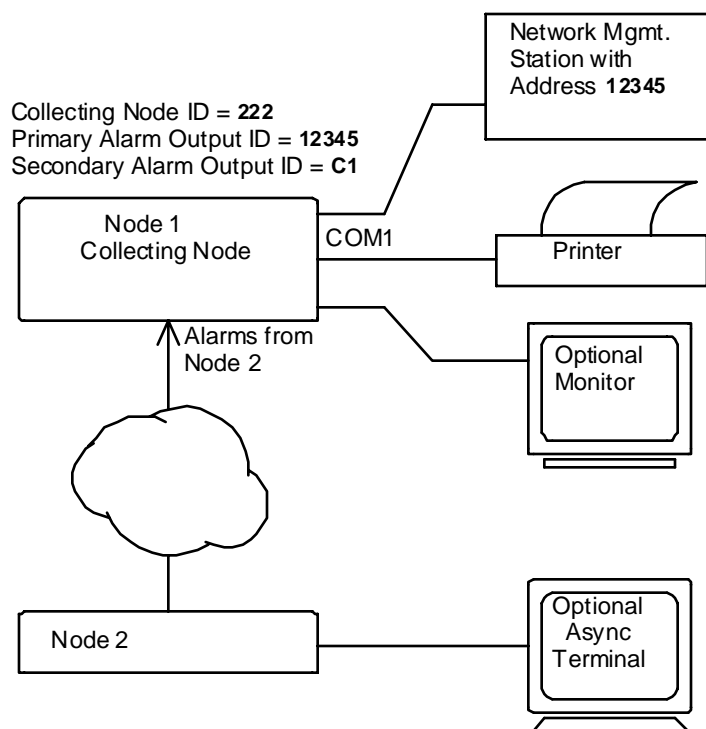 Network Mgmt.
Station with
Address 12345
Collecting Node ID = 222
Primary Alarm Output ID = 12345
Secondary Alarm Output ID = C1
Node 1
Collecting Node
COM1
Printer
Alarms from
Node 2
Optional
Monitor
Node 2
Optional
Async
Terminal